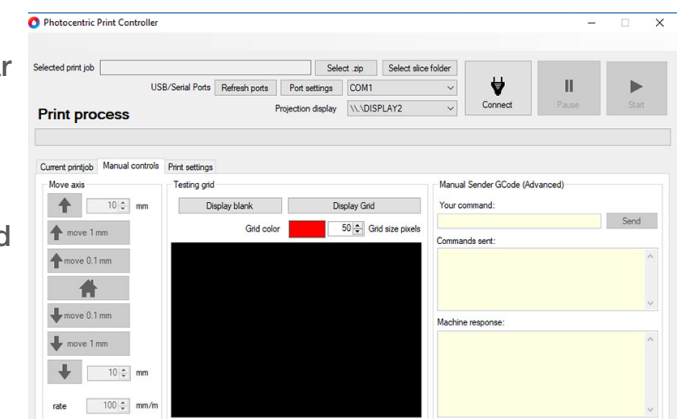 Photocentric Print Controller
ar
Selected print job Select .zip Select slice folder
USB/Serial Ports Refresh ports Port settings COM1
Connect Pause Start
Print process Projection display \\.\DISPLAY2
Current printjob Manual controls Print settings
d
Move axis
10 mm
move 1 mm
move 0.1 mm
move 0.1 mm
move 1 mm
10 mm
rate 100 mm/m
Testing grid
Display blank Display Grid
Grid color 50 Grid size pixels
Manual Sender GCode (Advanced)
Your command:
Send
Commands sent:
Machine response: